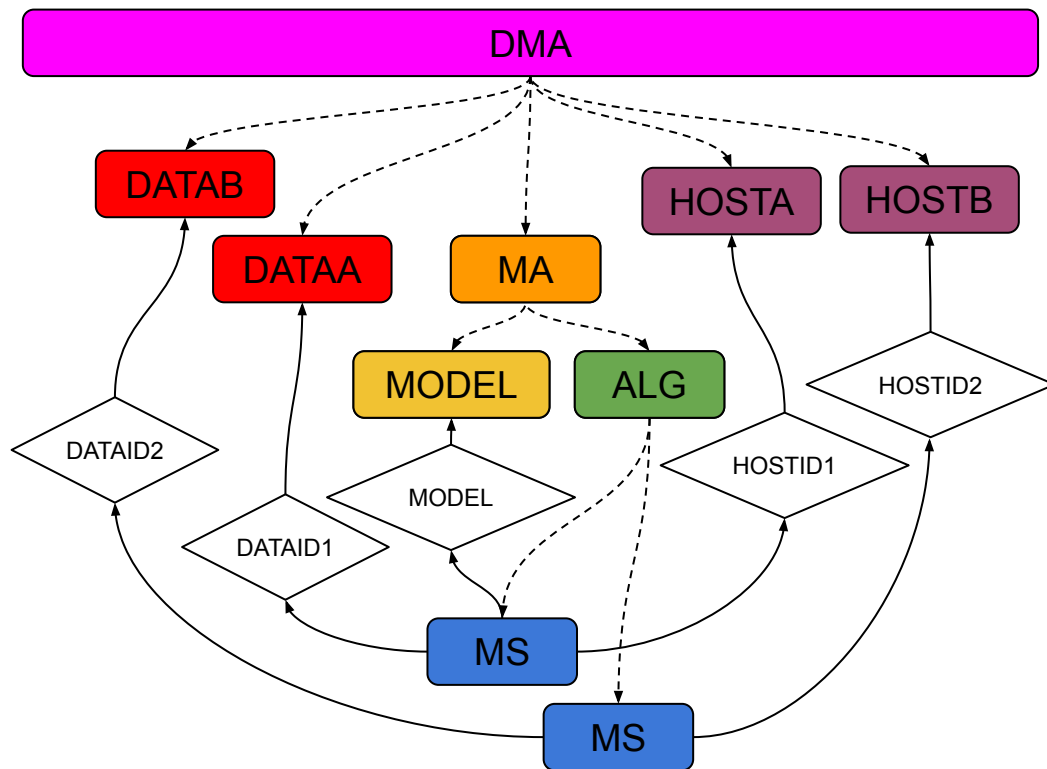 DMA
DATAB
HOSTA
HOSTB
DATAA
MA
MODEL
ALG
HOSTID2
DATAID2
HOSTID1
MODEL
DATAID1
MS
MS